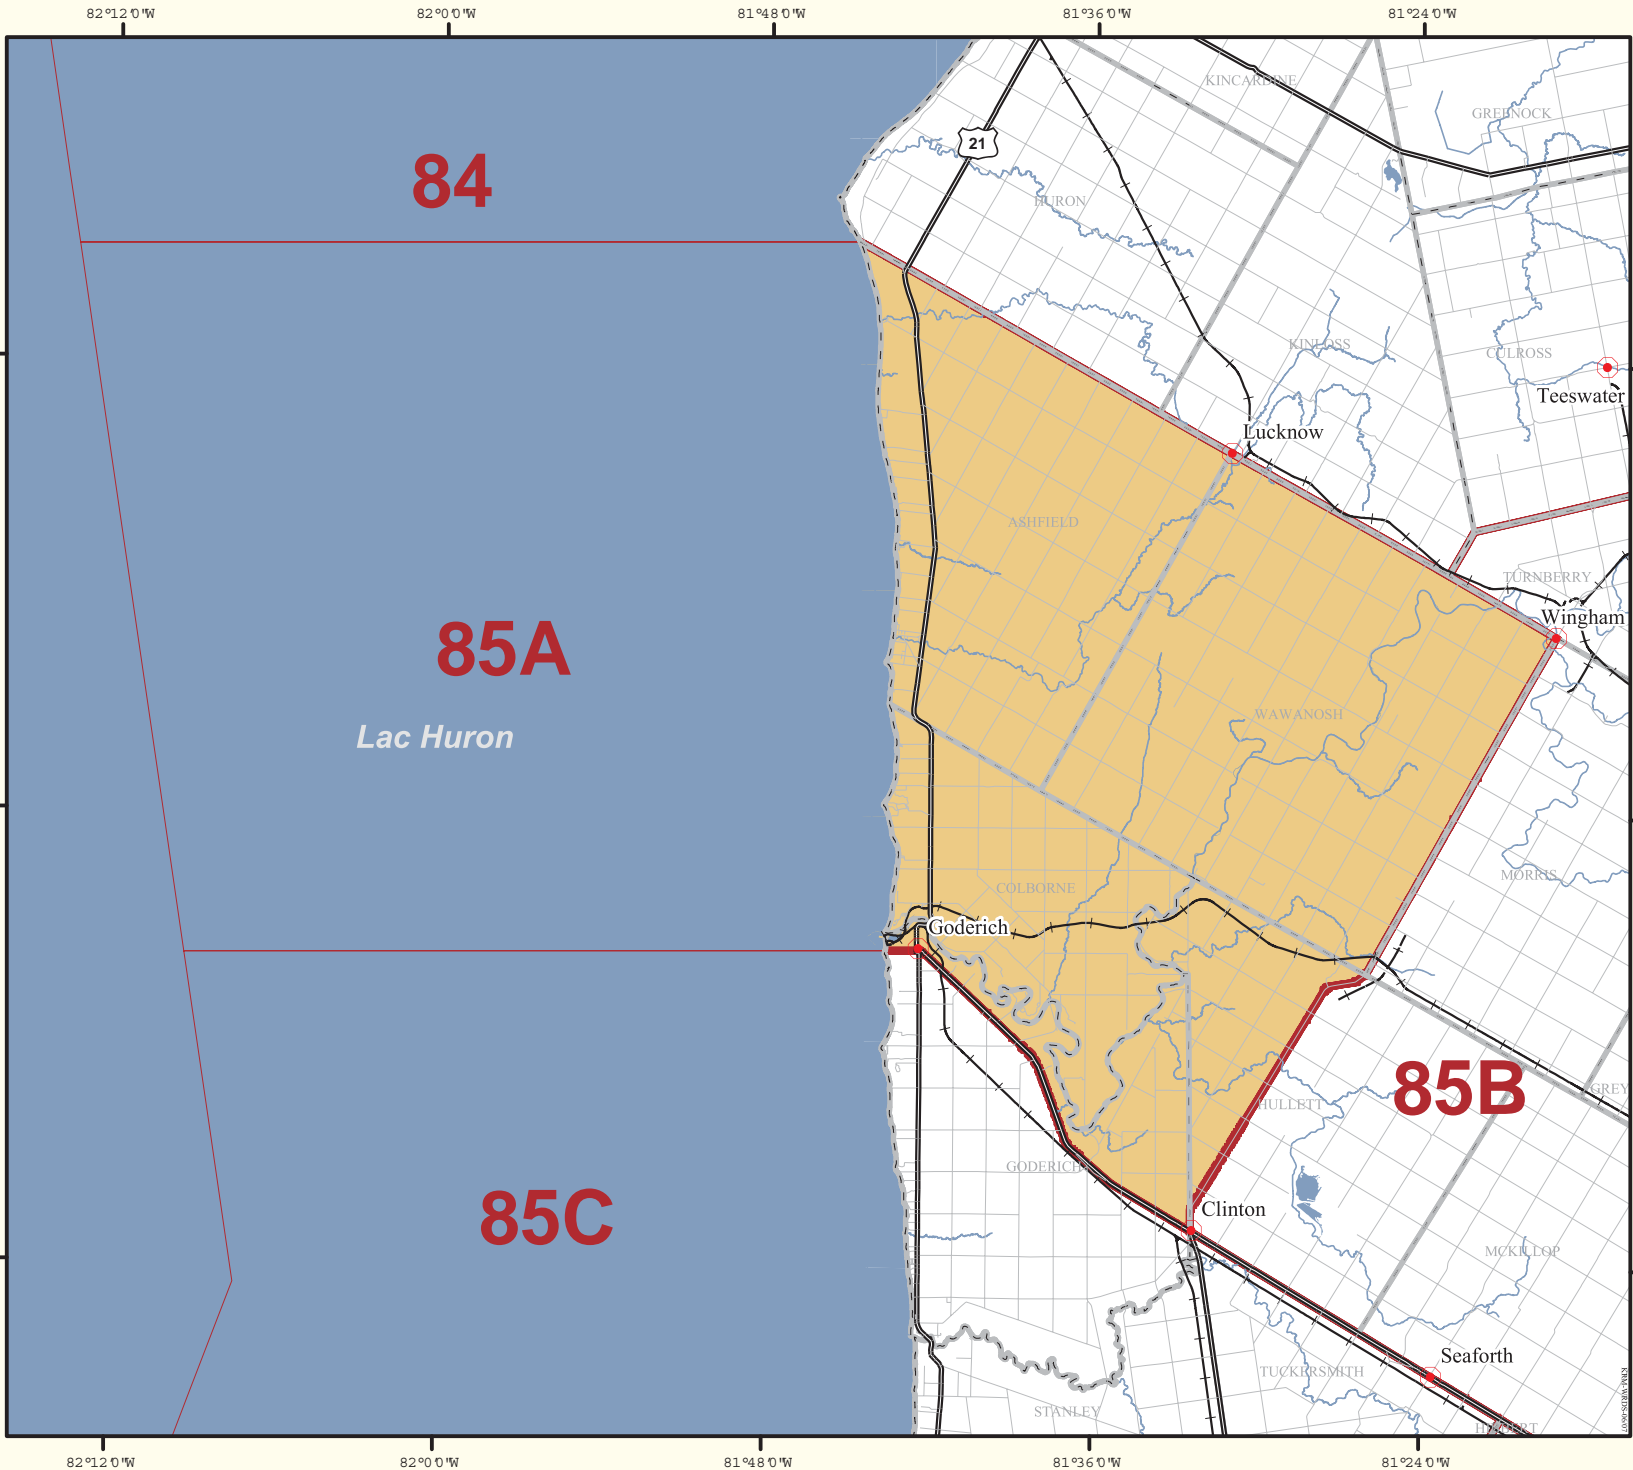 82°12'0"W 82°0'0"W 81°48'0"W 81°36'0"W 81°24'0"W
KINCARDINE
GREENOCK
21
84
HURON
KINLOSS
CULROSS
Teeswater
Lucknow
ASHFIELD
TURNBERRY
Wingham
85A
WAWANOSH
Lac Huron
MORRIS
COLBORNE
Goderich
85B
GREY
HULLETT
GODERICH
85C
Clinton
MCKILLOP
Seaforth
TUCKERSMITH
STANLEY
HIBBERT
82°12'0"W 82°0'0"W 81°48'0"W 81°36'0"W 81°24'0"W